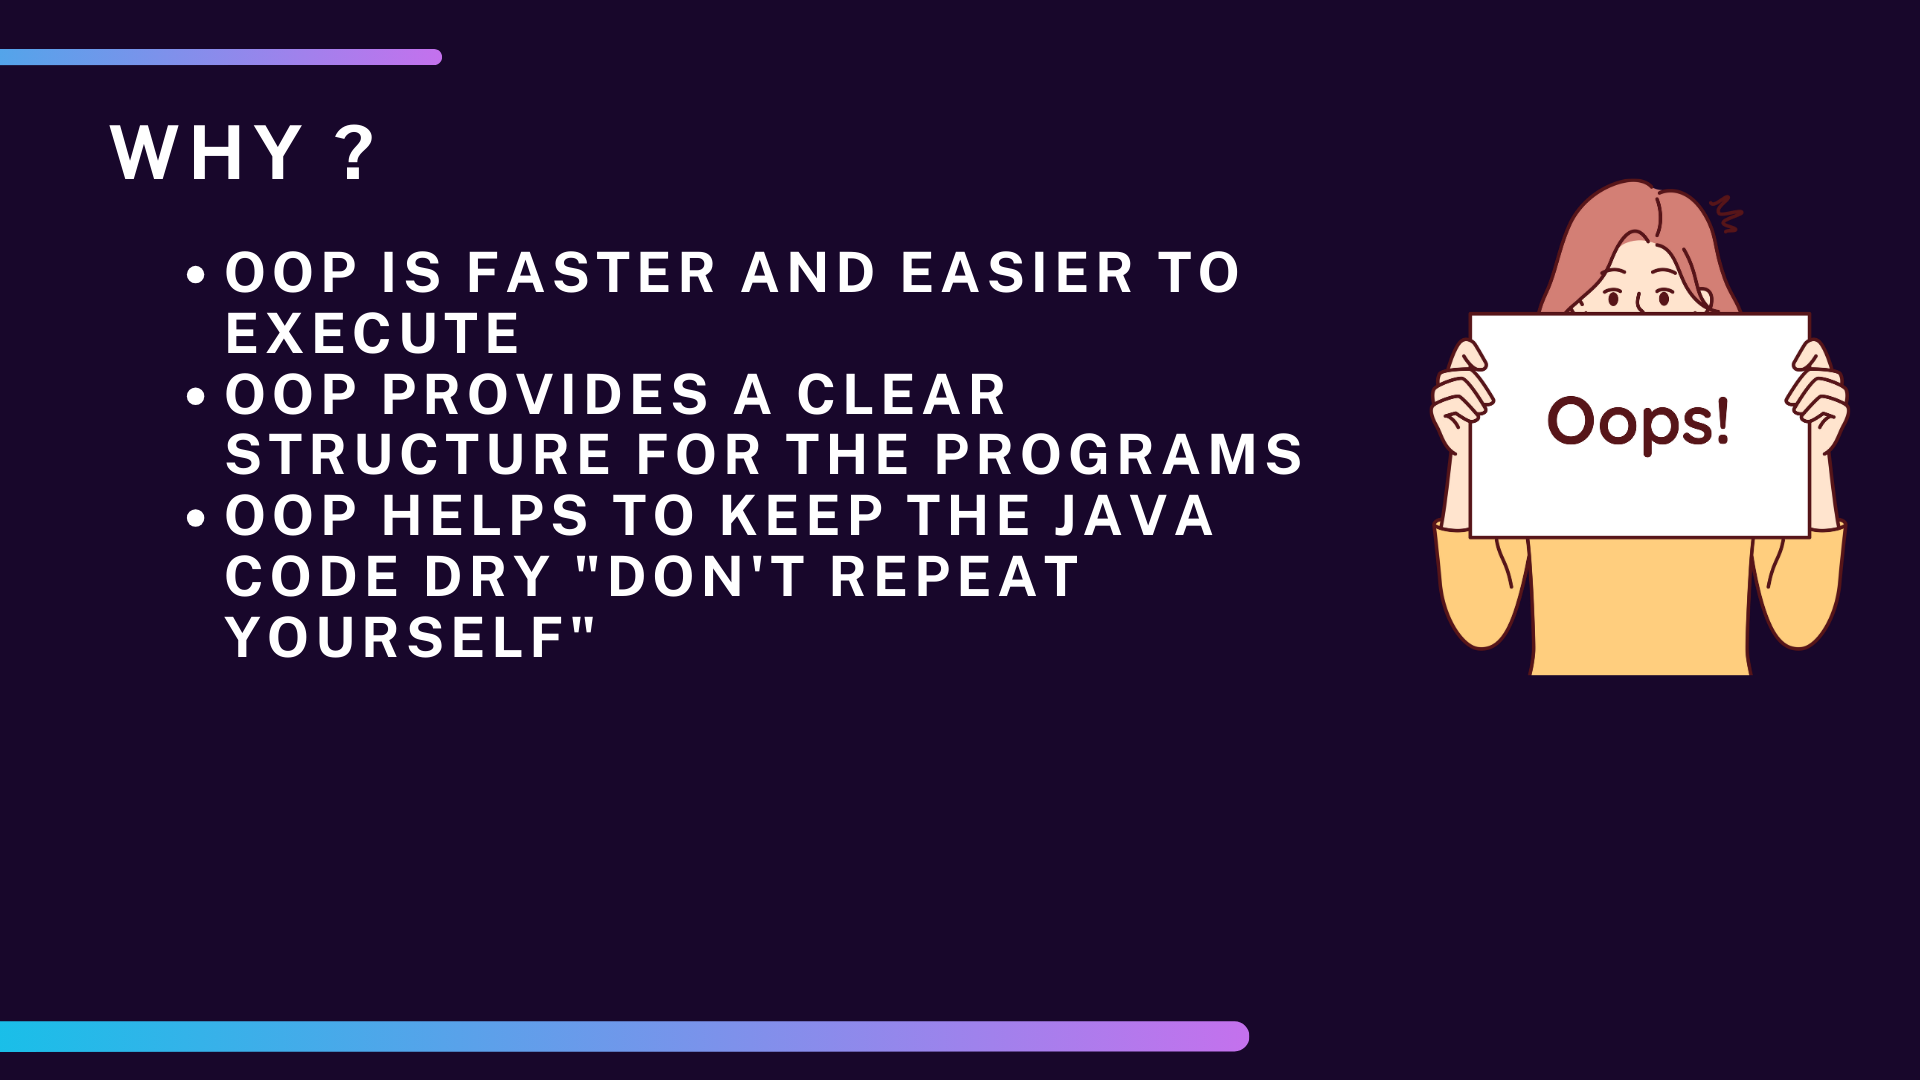 WHY ?
• OOP IS FASTER AND EASIER TO
EXECUTE
• OOP PROVIDES A CLEAR
STRUCTURE FOR THE PROGRAMS
• OOP HELPS TO KEEP THE JAVA
CODE DRY "DON'T REPEAT
YOURSELF"
Oops!